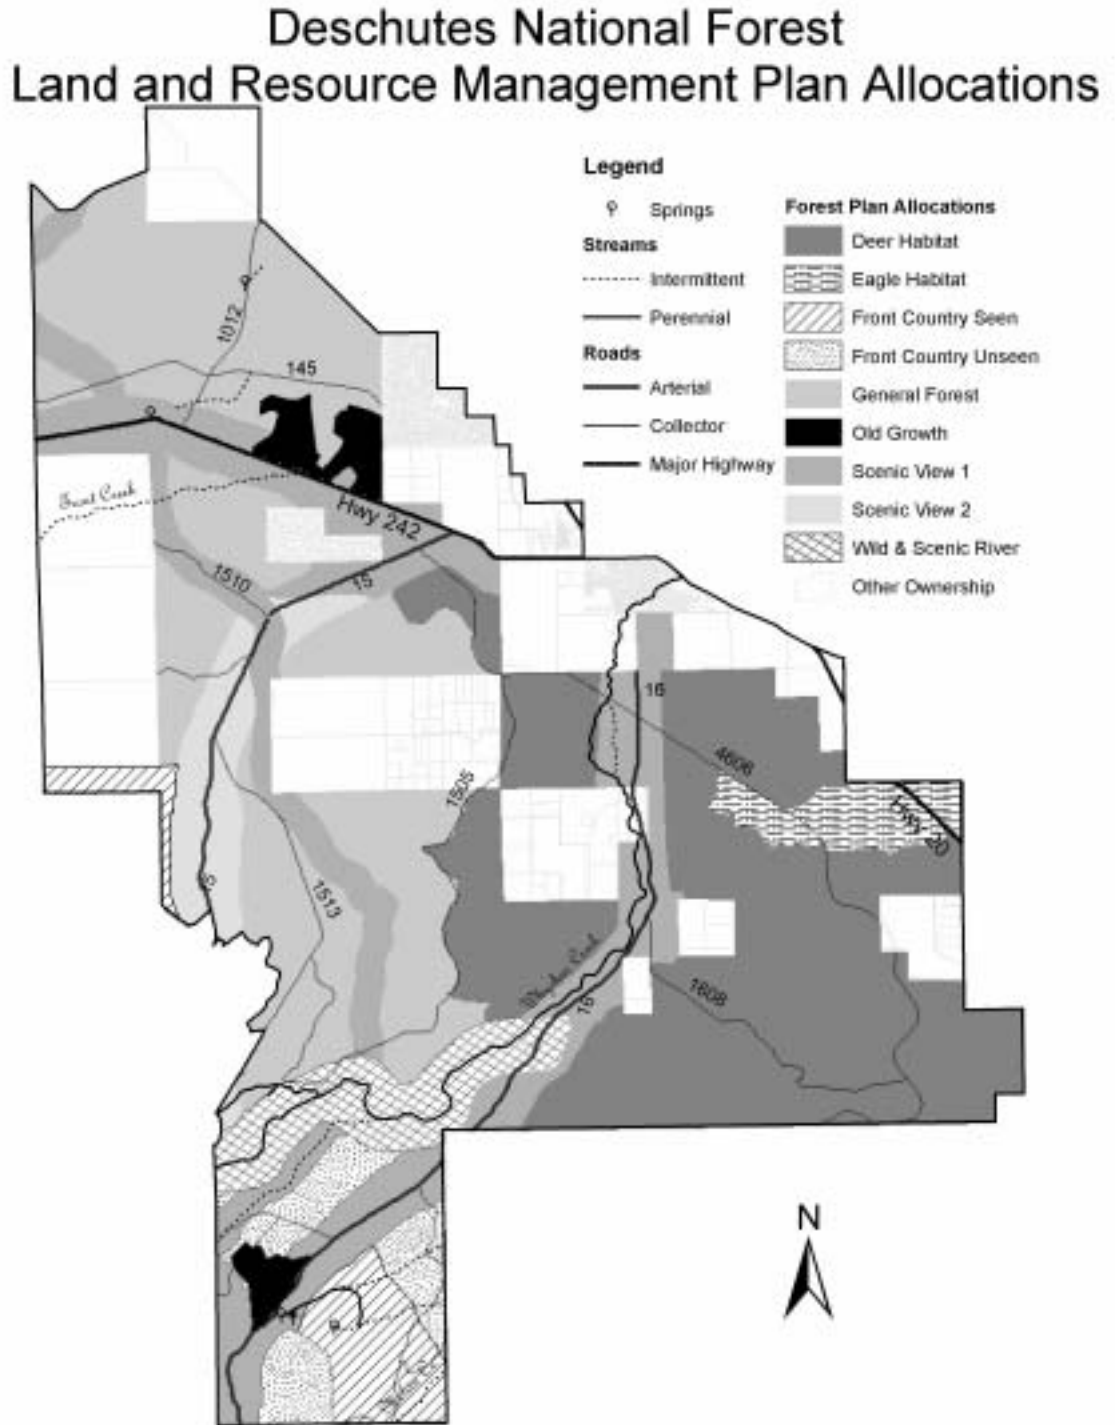 Deschutes National Forest
Land and Resource Management Plan Allocations
Legend
Springs
Streams
Intermittent
Perennial
Roads
Arterial
Collector
Major Highway
Forest Plan Allocations
Deer Habitat
Eagle Habitat
Front Country Seen
Front Country Unseen
General Forest
Old Growth
Scenic View 1
Scenic View 2
Wild & Scenic River
Other Ownership
1012
145
Trout Creek
Hwy 242
1510
15
16
4606
1505
Hwy 20
1513
Whychus Creek
16
1608
N